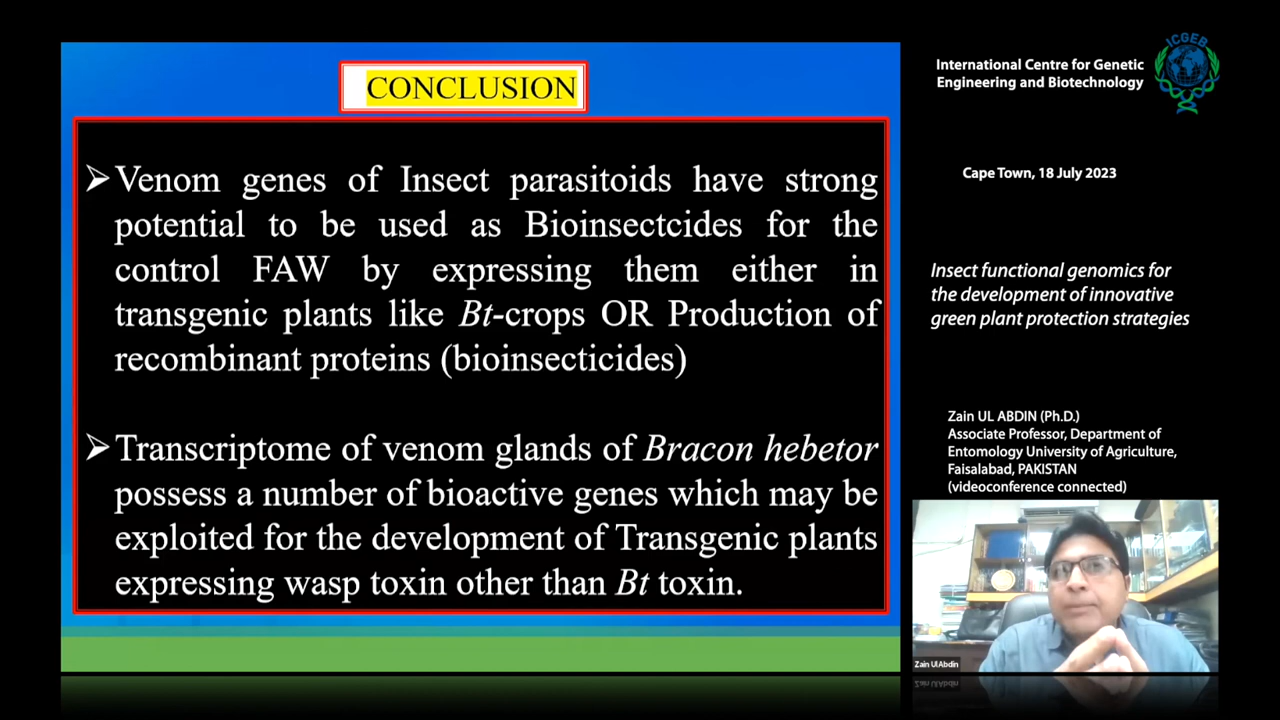 CONCLUSION
➢Venom genes of Insect parasitoids have strong
potential to be used as Bioinsectcides for the
control FAW by expressing them either in
transgenic plants like Bt-crops OR Production of
recombinant proteins (bioinsecticides)
➢Transcriptome of venom glands of Bracon hebetor
possess a number of bioactive genes which may be
exploited for the development of Transgenic plants
expressing wasp toxin other than Bt toxin.
International Centre for Genetic
Engineering and Biotechnology
ICGEB
Cape Town, 18 July 2023
Insect functional genomics for
the development of innovative
green plant protection strategies
Zain UL ABDIN (Ph.D.)
Associate Professor, Department of
Entomology University of Agriculture,
Faisalabad, PAKISTAN
(videoconference connected)
Zain Ul Abdin